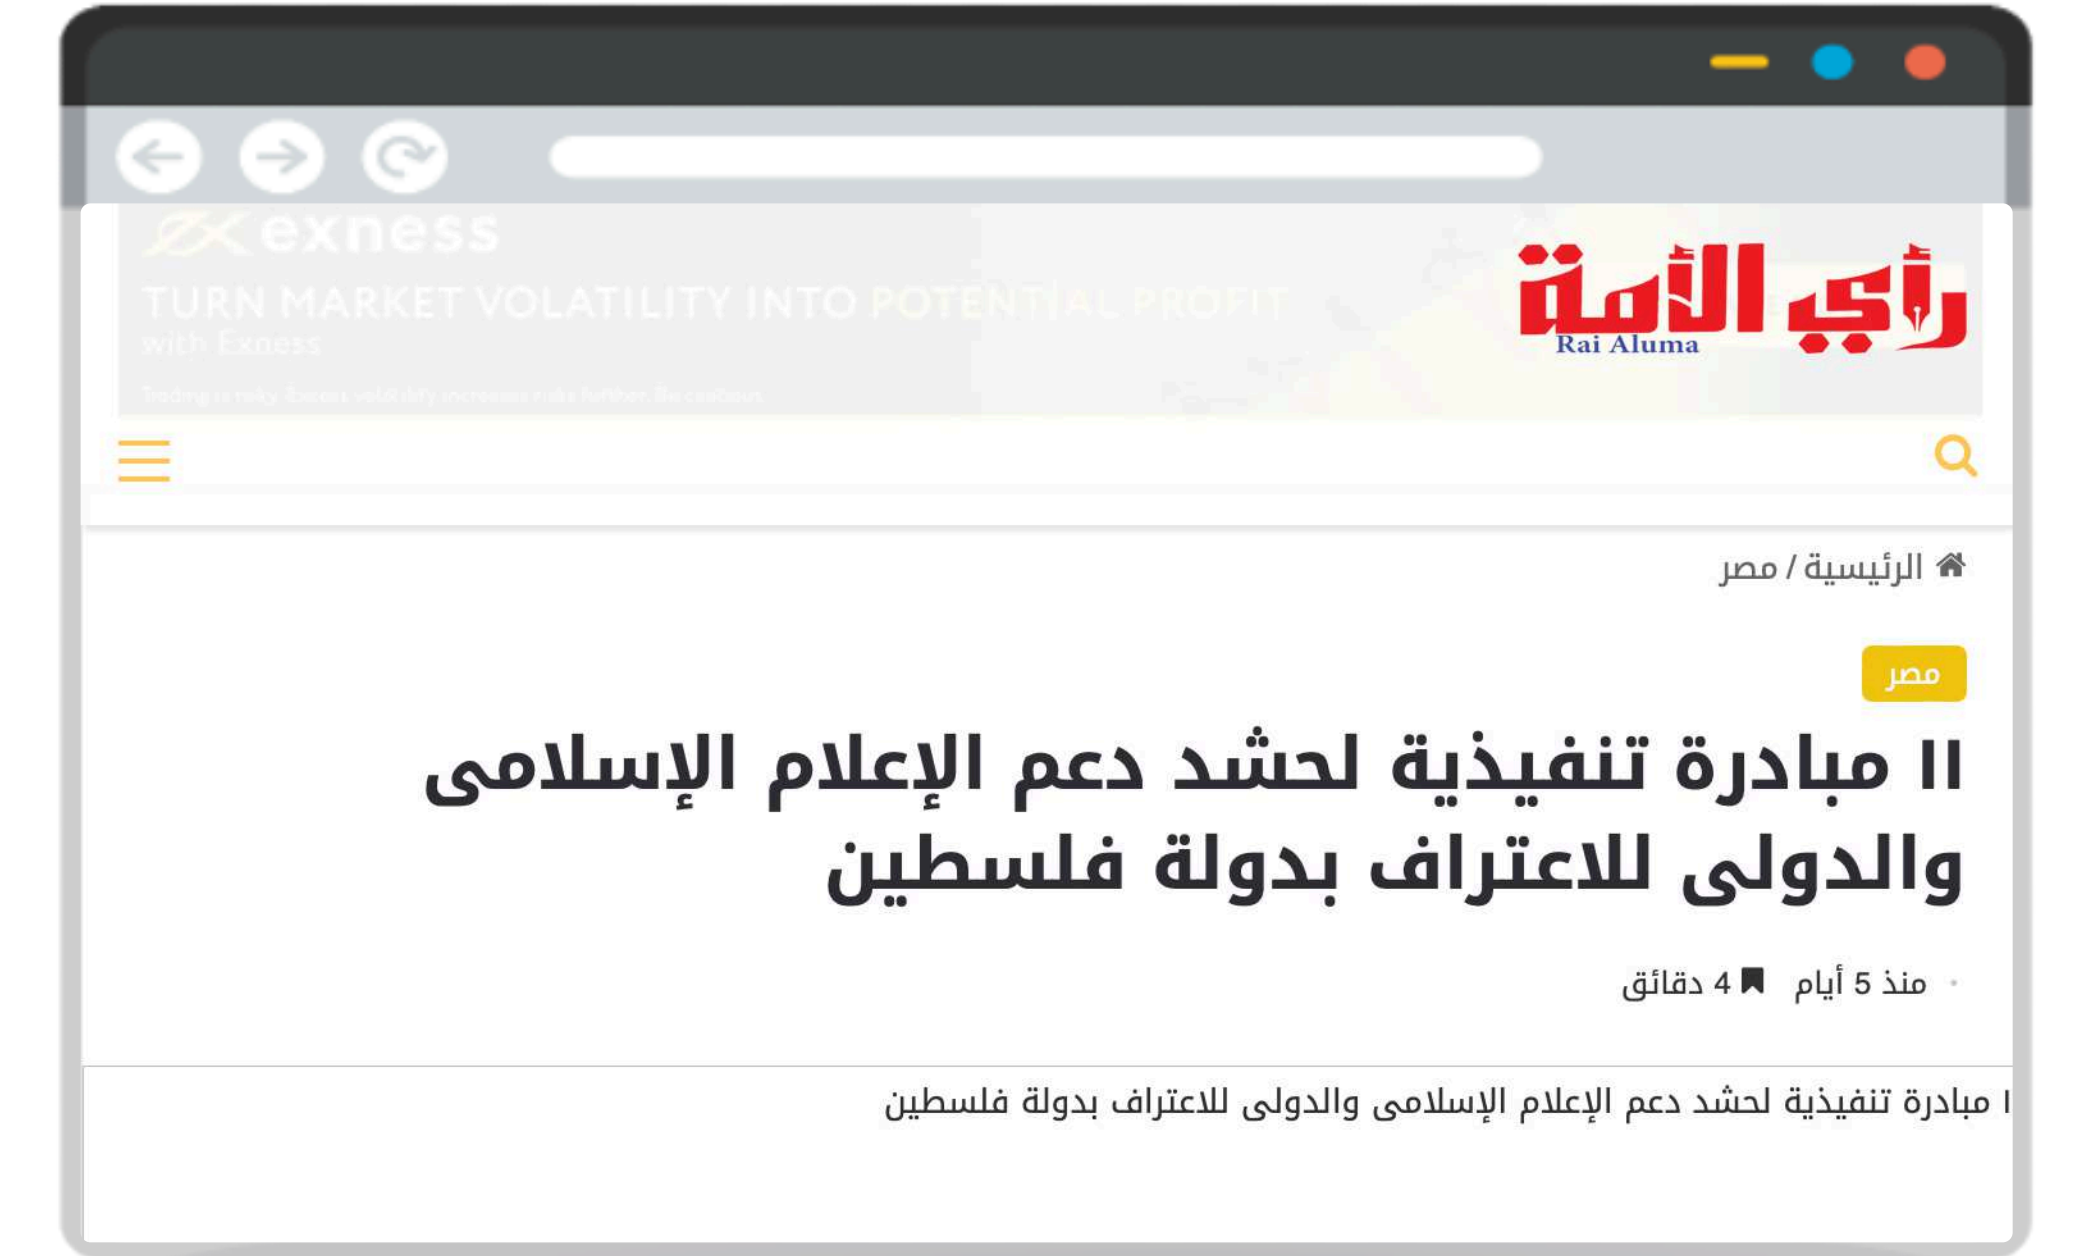 exness
TURN MARKET VOLATILITY INTO POTENTIAL PROFIT
with Exness
رأي الأمة
Rai Aluma
الرئيسية / مصر
مصر
١١ مبادرة تنفيذية لحشد دعم الإعلام الإسلامى
والدولى للاعتراف بدولة فلسطين
منذ 5 أيام 4 دقائق
١ مبادرة تنفيذية لحشد دعم الإعلام الإسلامى والدولى للاعتراف بدولة فلسطين